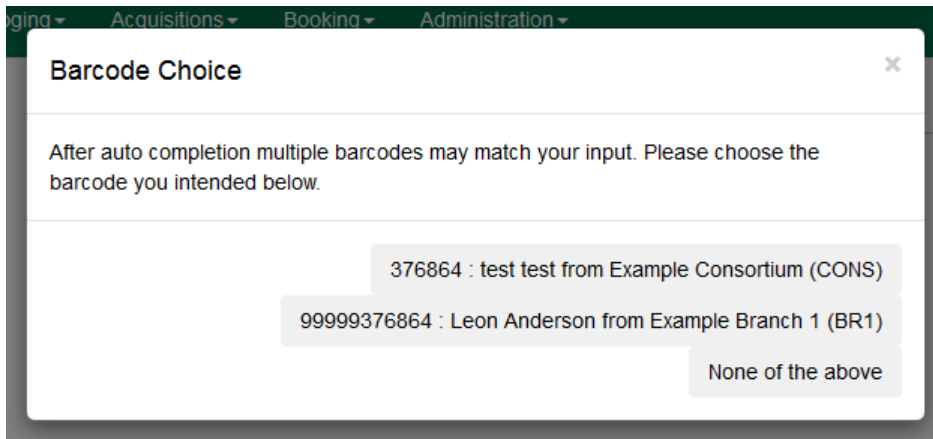 Acquisitions Booking Administration
Barcode Choice ×
After auto completion multiple barcodes may match your input. Please choose the
barcode you intended below.
376864 : test test from Example Consortium (CONS)
99999376864 : Leon Anderson from Example Branch 1 (BR1)
None of the above